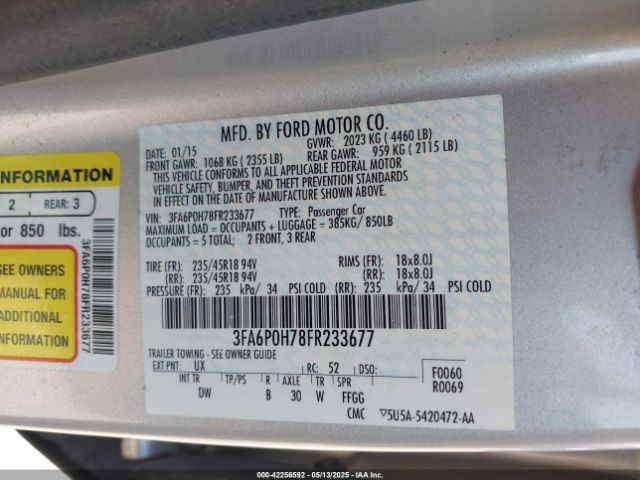 MFD. BY FORD MOTOR CO.
DATE: 01/15 GVWR: 2023 KG ( 4460 LB)
FRONT GAWR: 1068 KG ( 2355 LB) REAR GAWR: 959 KG ( 2115 LB)
THIS VEHICLE CONFORMS TO ALL APPLICABLE FEDERAL MOTOR
VEHICLE SAFETY, BUMPER, AND THEFT PREVENTION STANDARDS
IN EFFECT ON THE DATE OF MANUFACTURE SHOWN ABOVE.
VIN: 3FA6P0H78FR233677 TYPE: Passenger Car
MAXIMUM LOAD = OCCUPANTS + LUGGAGE = 385KG/ 850LB
OCCUPANTS = 5 TOTAL; 2 FRONT, 3 REAR
TIRE (FR): 235/45R18 94V RIMS (FR): 18x8.0J
(RR): 235/45R18 94V (RR): 18x8.0J
PRESSURE (FR): 235 kPa/ 34 PSI COLD (RR): 235 kPa/ 34 PSI COLD
3FA6P0H78FR233677
TRAILER TOWING - SEE OWNER GUIDE
EXT PNT: UX RC: 52 DSO: F0060
R0069
INT TR TP/PS R AXLE TR SPR
DW B 30 W FFGG
CMC 5U5A-5420472-AA
INFORMATION
2 REAR: 3
or 850 lbs.
SEE OWNERS
MANUAL FOR
ADDITIONAL
INFORMATION
3FA6P0H78FR233677
000-42256592 - 05/13/2025 - IAAI.COM